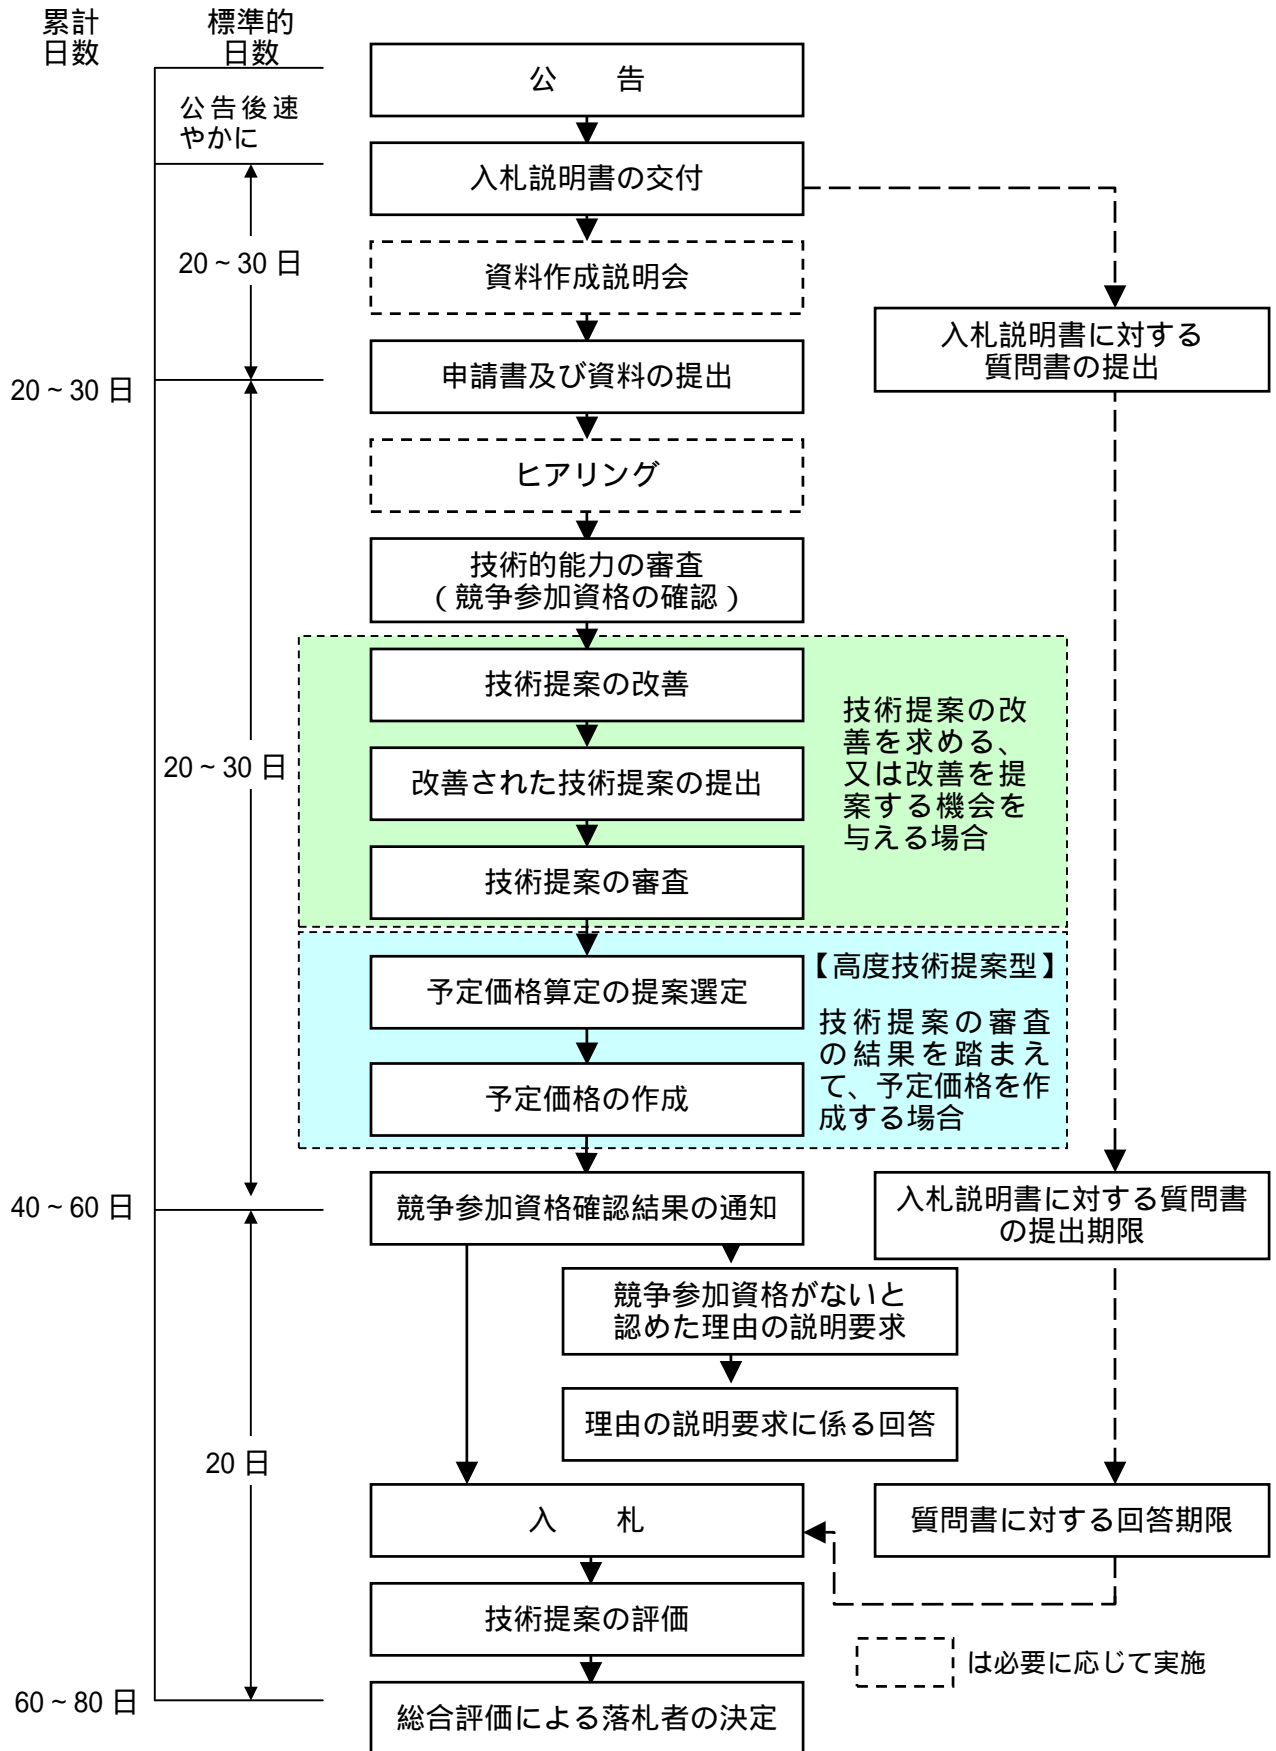 累計
日数
標準的
日数
公告後速
やかに
20~30 日
20~30 日
20~30 日
40~60 日
20 日
60~80 日
公 告
入札説明書の交付
資料作成説明会
申請書及び資料の提出
ヒアリング
技術的能力の審査
(競争参加資格の確認)
技術提案の改善
改善された技術提案の提出
技術提案の審査
技術提案の改
善を求める、
又は改善を提
案する機会を
与える場合
予定価格算定の提案選定
予定価格の作成
【高度技術提案型】
技術提案の審査
の結果を踏まえ
て、予定価格を作
成する場合
競争参加資格確認結果の通知
競争参加資格がないと
認めた理由の説明要求
理由の説明要求に係る回答
入 札
技術提案の評価
総合評価による落札者の決定
入札説明書に対する
質問書の提出
入札説明書に対する質問書
の提出期限
質問書に対する回答期限
は必要に応じて実施